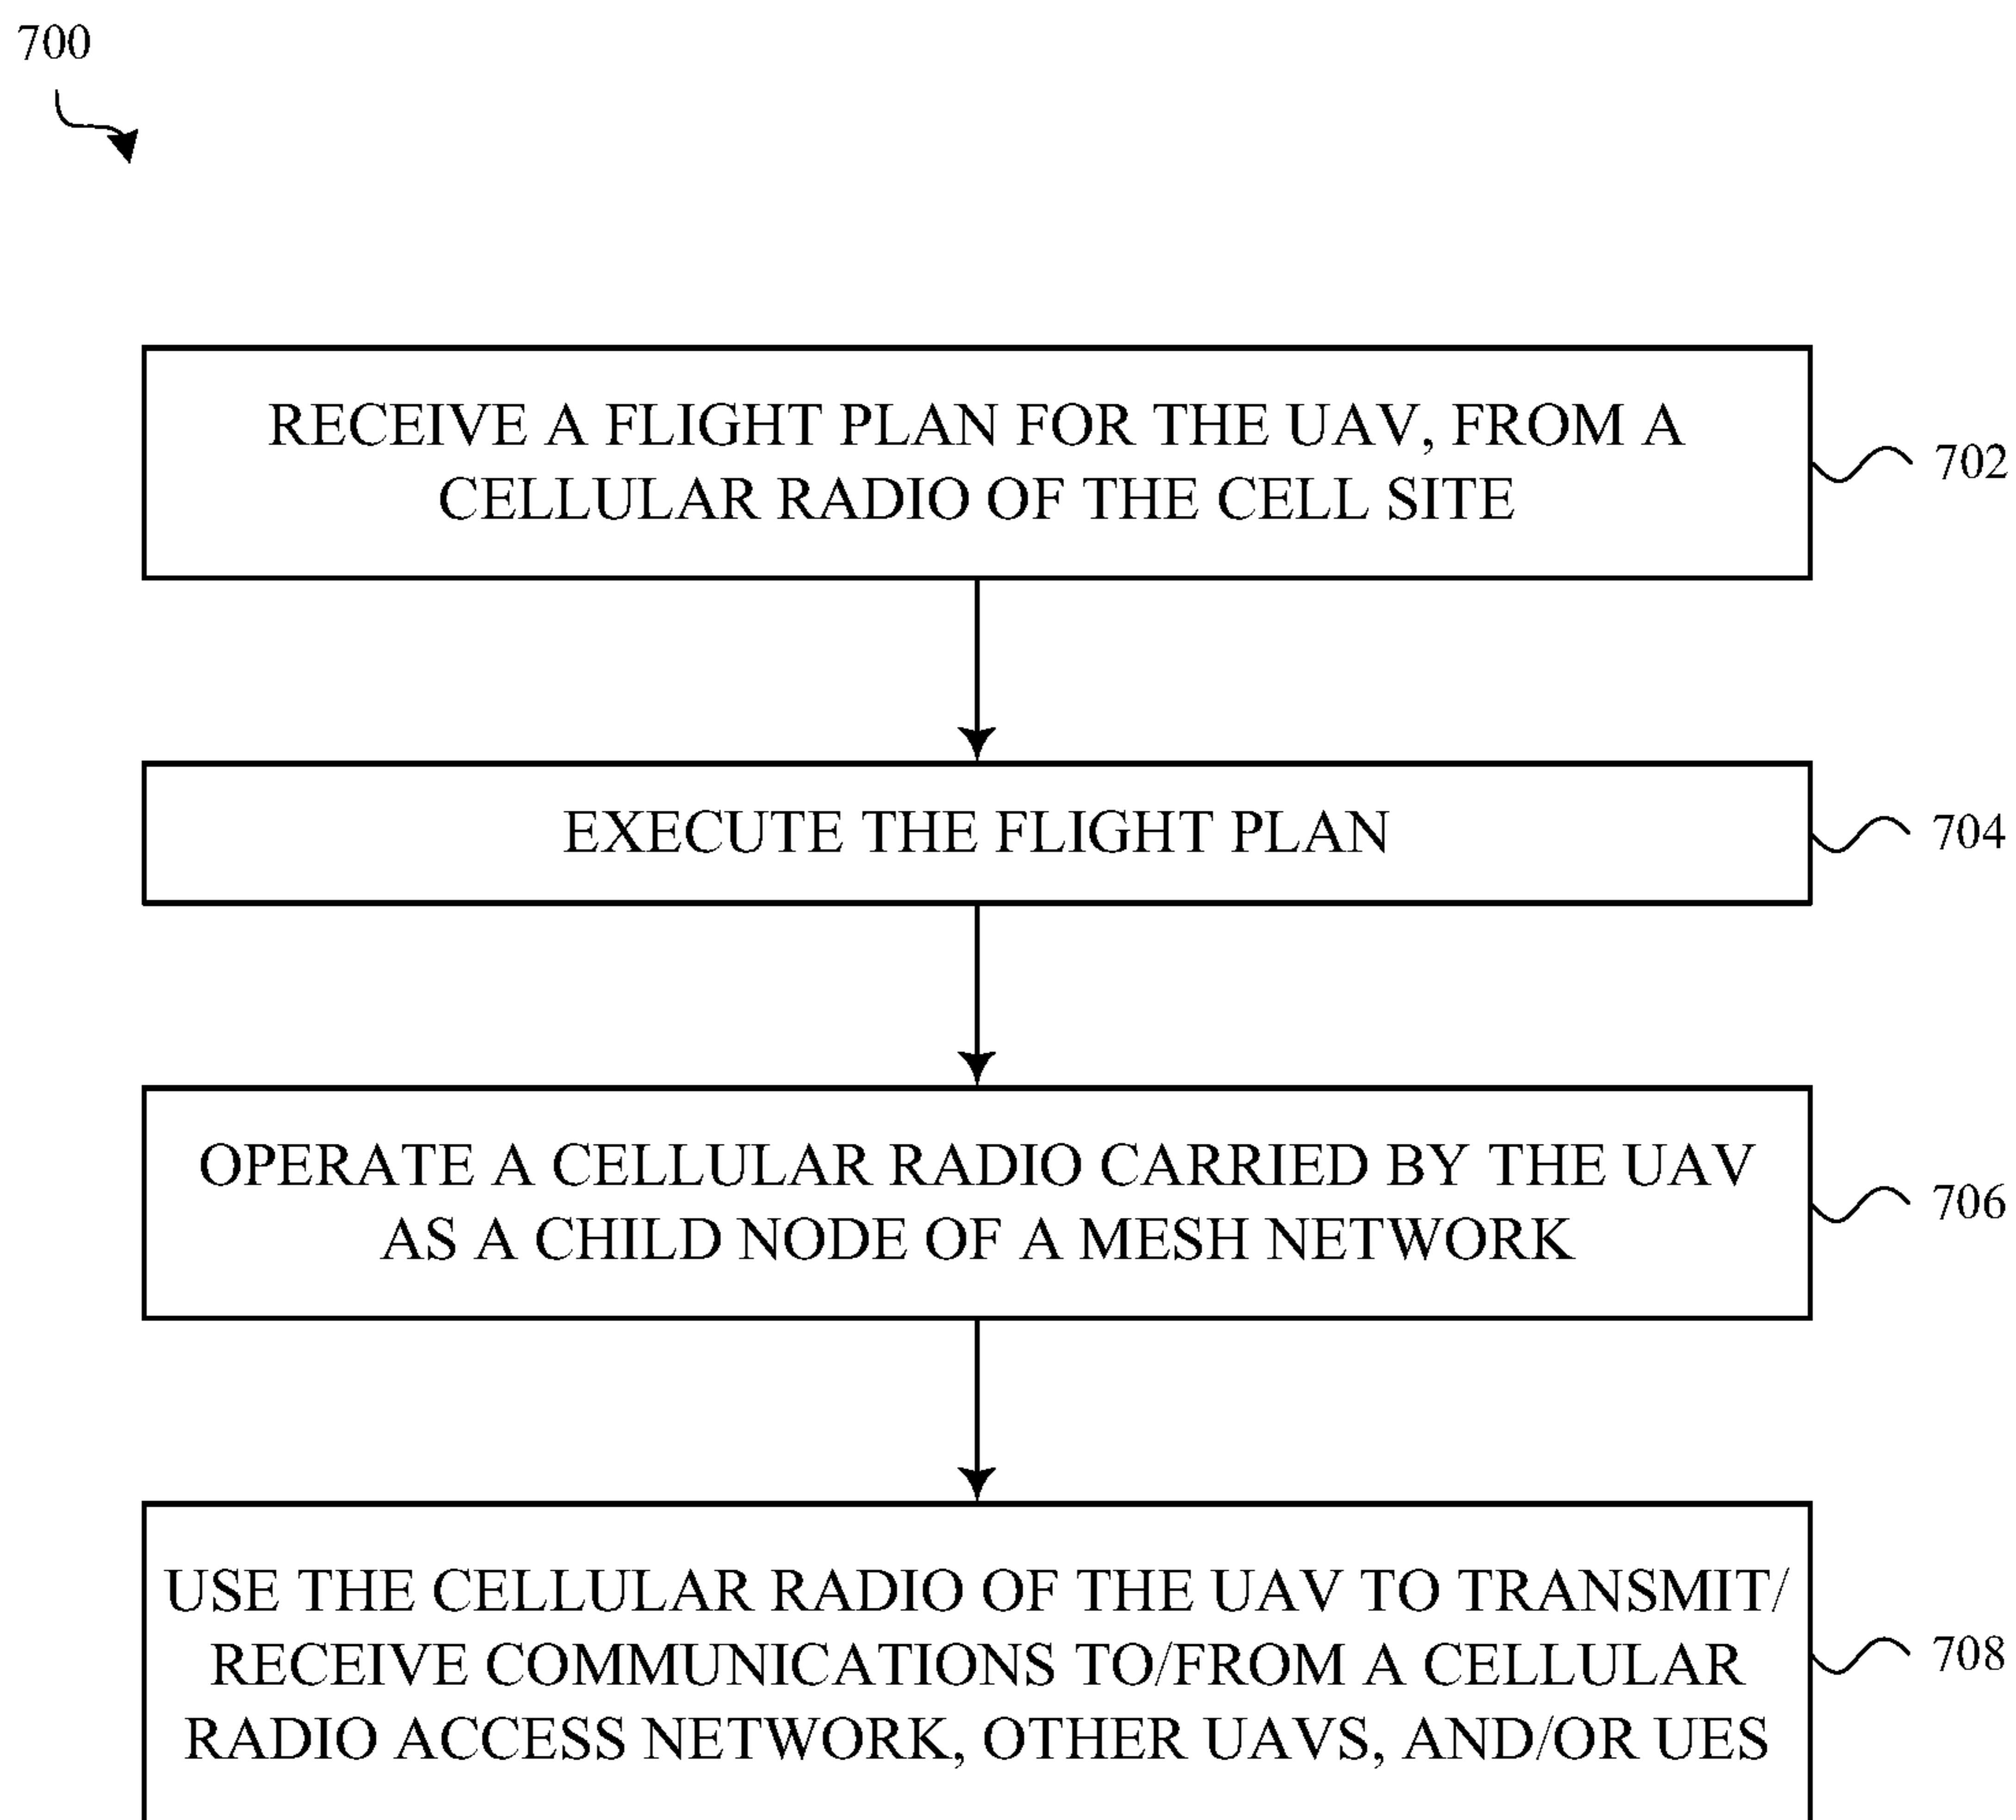 700
RECEIVE A FLIGHT PLAN FOR THE UAV, FROM A
CELLULAR RADIO OF THE CELL SITE
702
EXECUTE THE FLIGHT PLAN
704
OPERATE A CELLULAR RADIO CARRIED BY THE UAV
AS A CHILD NODE OF A MESH NETWORK
706
USE THE CELLULAR RADIO OF THE UAV TO TRANSMIT/
RECEIVE COMMUNICATIONS TO/FROM A CELLULAR
RADIO ACCESS NETWORK, OTHER UAVS, AND/OR UES
708